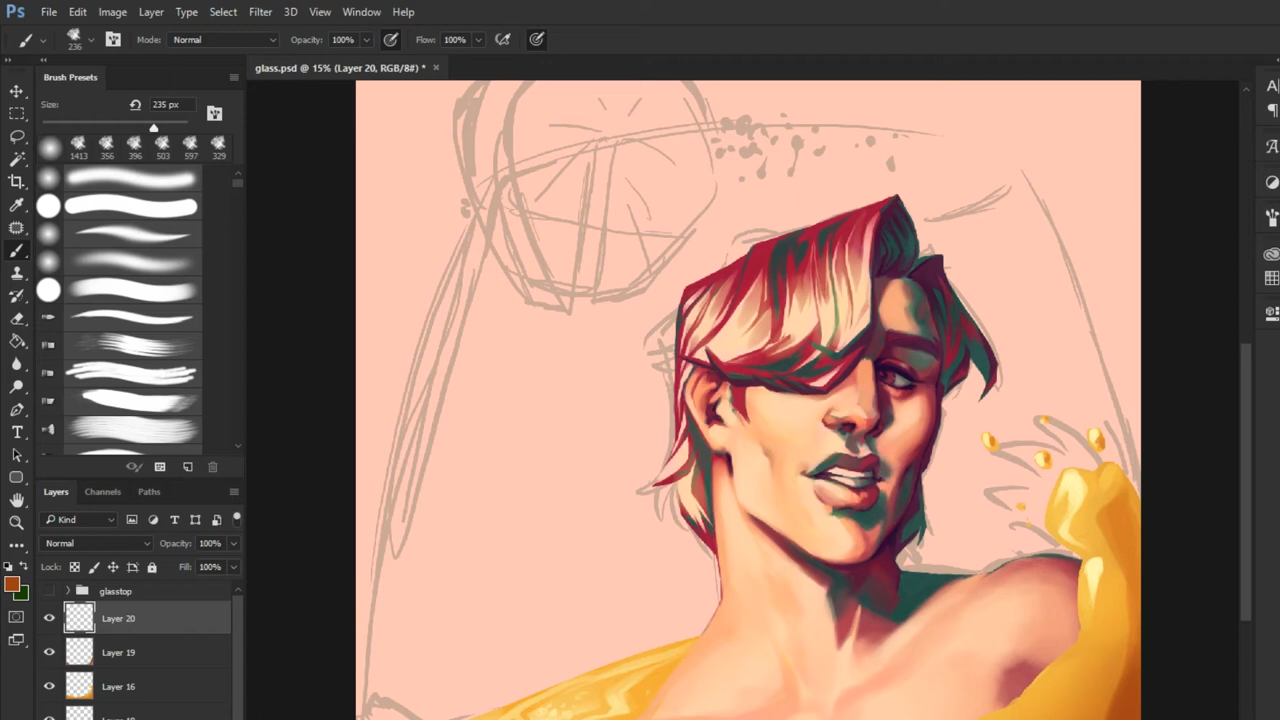 Ps File Edit Image Layer Type Select Filter 3D View Window Help
236 Mode: Normal Opacity: 100% Flow: 100%
glass.psd @ 15% (Layer 20, RGB/8#) * ×
Brush Presets
Size: 235 px
1413 356 396 503 597 329
Layers Channels Paths
Kind
Normal Opacity: 100%
Lock: Fill: 100%
glasstop
Layer 20
Layer 19
Layer 16